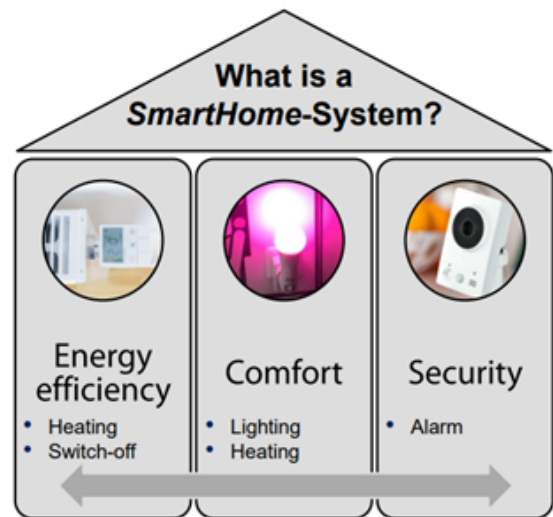 What is a
SmartHome-System?
Energy
efficiency
• Heating
• Switch-off
Comfort
• Lighting
• Heating
Security
• Alarm